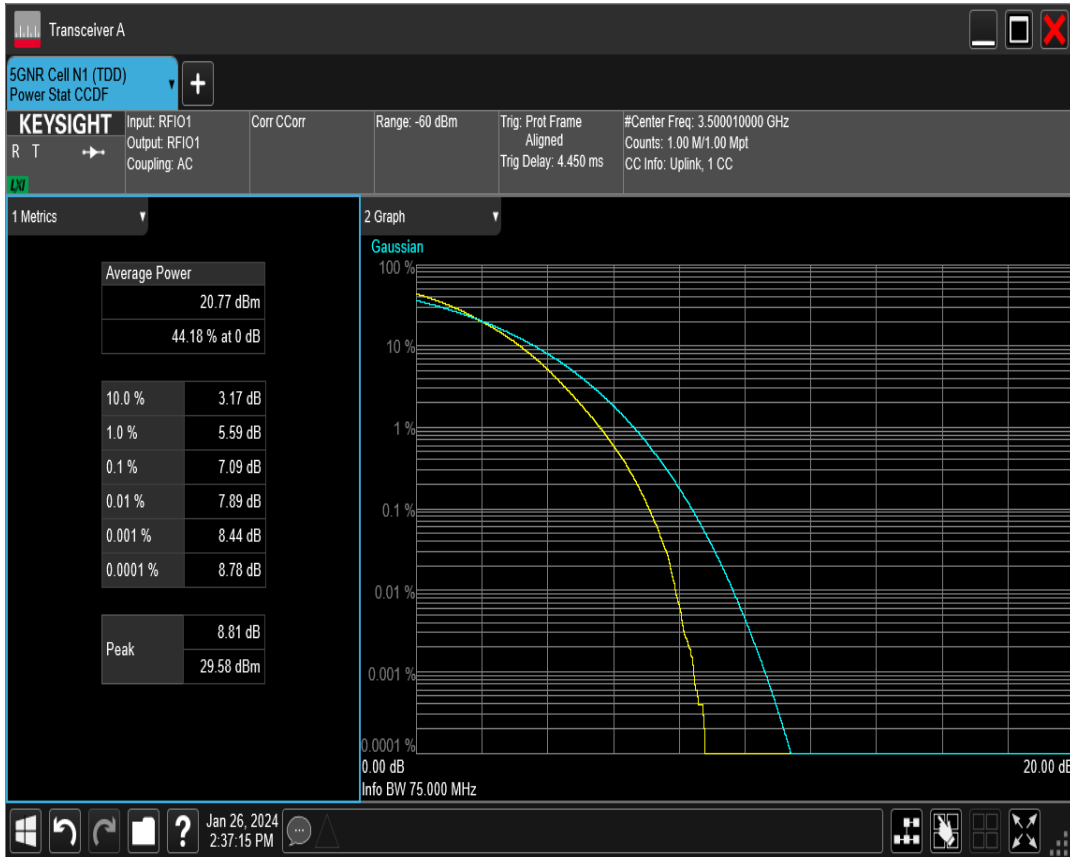 Transceiver A
5GNR Cell N1 (TDD)
Power Stat CCDF
+
KEYSIGHT
R T
LXI
Input: RFIO1
Output: RFIO1
Coupling: AC
Corr CCorr
Range: -60 dBm
Trig: Prot Frame
Aligned
Trig Delay: 4.450 ms
#Center Freq: 3.500010000 GHz
Counts: 1.00 M/1.00 Mpt
CC Info: Uplink, 1 CC
1 Metrics
Average Power
20.77 dBm
44.18 % at 0 dB
10.0 % 3.17 dB
1.0 % 5.59 dB
0.1 % 7.09 dB
0.01 % 7.89 dB
0.001 % 8.44 dB
0.0001 % 8.78 dB
Peak
8.81 dB
29.58 dBm
2 Graph
Gaussian
100 %
10 %
1 %
0.1 %
0.01 %
0.001 %
0.0001 %
0.00 dB 20.00 dB
Info BW 75.000 MHz
?
Jan 26, 2024
2:37:15 PM